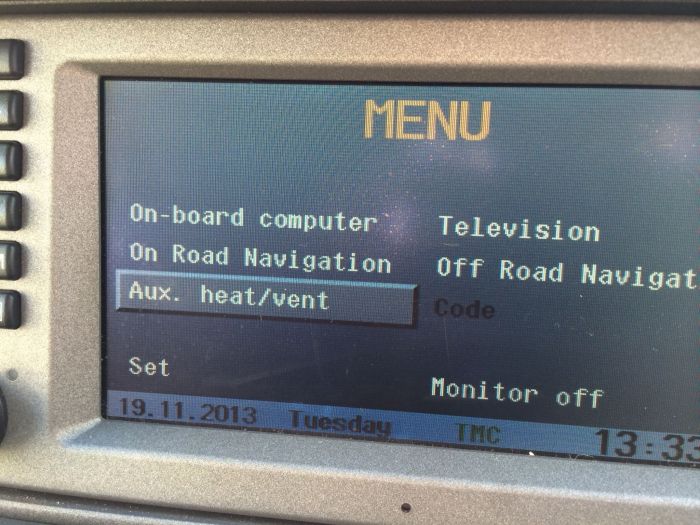 MENU
On-board computer
Television
On Road Navigation
Off Road Navigat
Aux. heat/vent
Code
Set
Monitor off
19.11.2013 Tuesday TMC 13:33